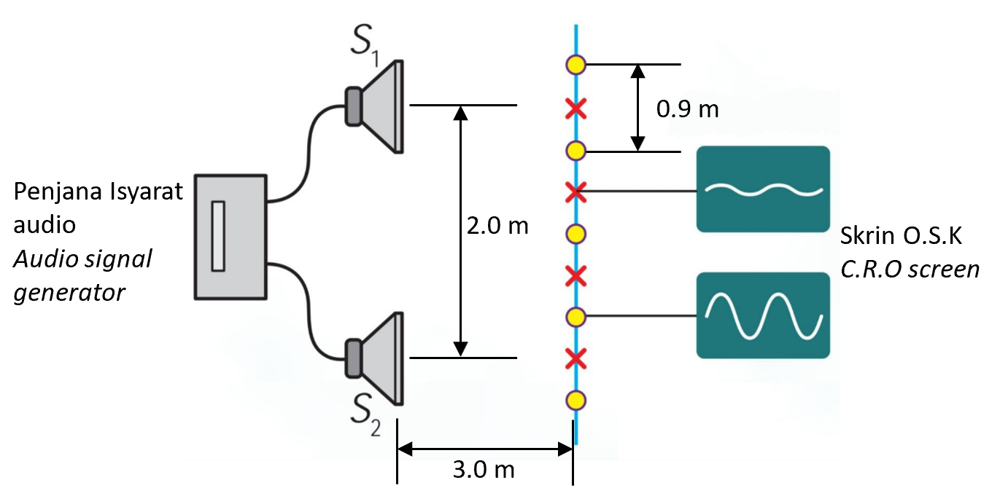 S₁
0.9 m
Penjana Isyarat
audio
Audio signal
generator
2.0 m
Skrin O.S.K
C.R.O screen
S₂
3.0 m